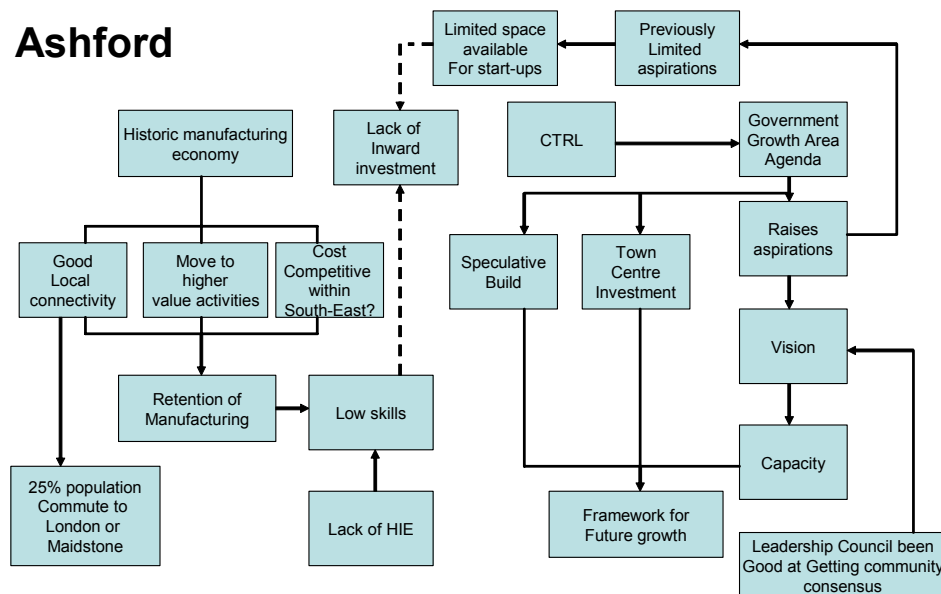 Ashford
Limited space
available
For start-ups
Previously
Limited
aspirations
Historic manufacturing
economy
Lack of
Inward
investment
CTRL
Government
Growth Area
Agenda
Good
Local
connectivity
Move to
higher
value activities
Cost
Competitive
within
South-East?
Speculative
Build
Town
Centre
Investment
Raises
aspirations
Vision
Retention of
Manufacturing
Low skills
Capacity
25% population
Commute to
London or
Maidstone
Lack of HIE
Framework for
Future growth
Leadership Council been
Good at Getting community
consensus